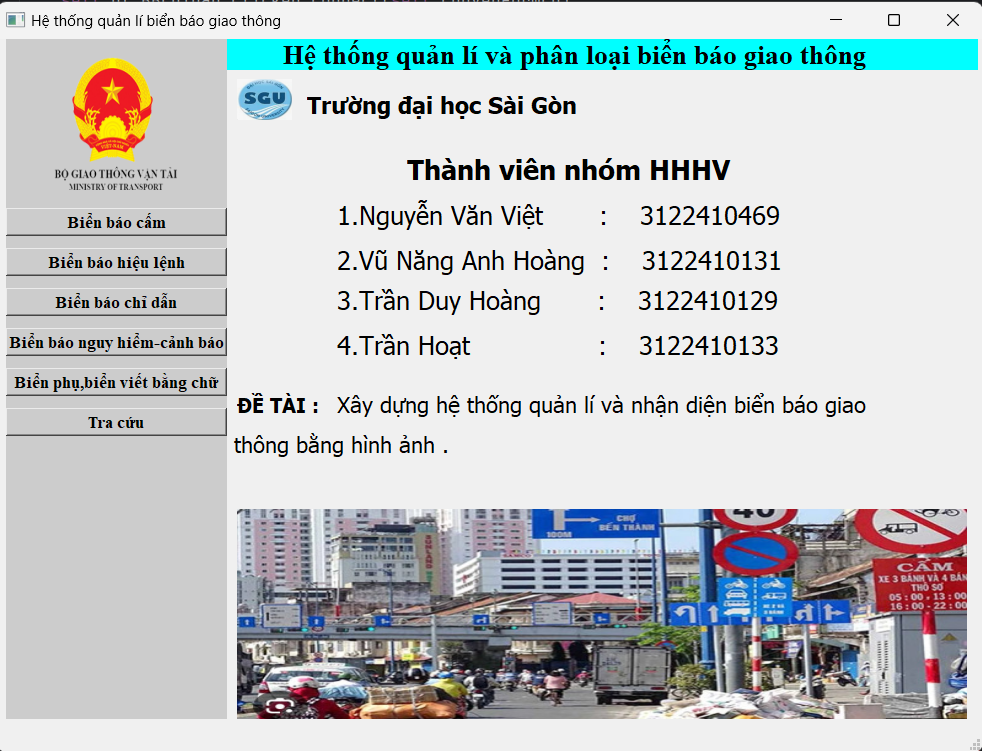 Hệ thống quản lí biển báo giao thông
BỘ GIAO THÔNG VẬN TẢI
MINISTRY OF TRANSPORT
Biển báo cấm
Biển báo hiệu lệnh
Biển báo chỉ dẫn
Biển báo nguy hiểm-cảnh báo
Biển phụ,biển viết bằng chữ
Tra cứu
Hệ thống quản lí và phân loại biển báo giao thông
SGU
Trường đại học Sài Gòn
Thành viên nhóm HHHV
1.Nguyễn Văn Việt : 3122410469
2.Vũ Năng Anh Hoàng : 3122410131
3.Trần Duy Hoàng : 3122410129
4.Trần Hoạt : 3122410133
ĐỀ TÀI : Xây dựng hệ thống quản lí và nhận diện biển báo giao
thông bằng hình ảnh .
CHỢ
BẾN THÀNH
100M
40
CẤM
XE 3 BÁNH VÀ 4 BÁN
THÔ SƠ
05 : 00 - 13 : 00
16 : 00 - 22 : 00